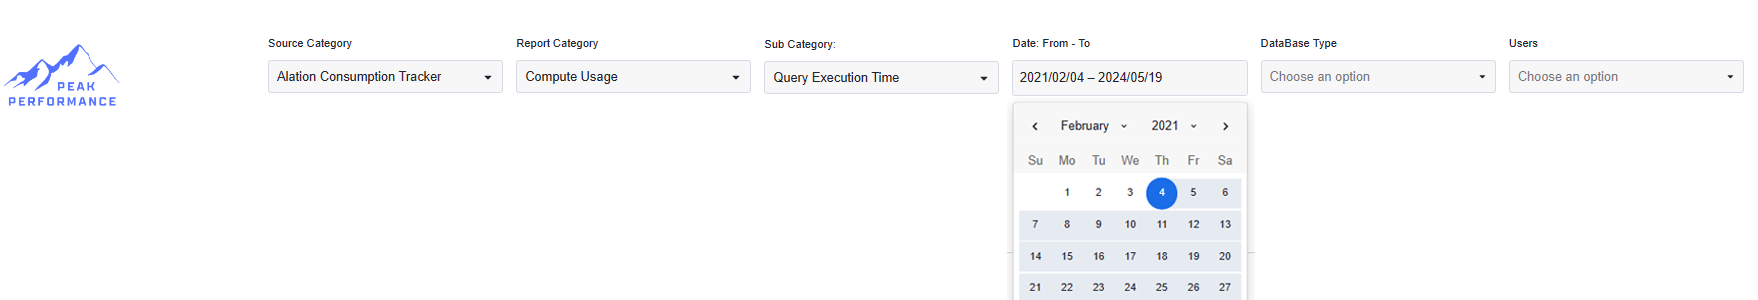 Source Category Report Category Sub Category: Date: From - To DataBase Type Users
Alation Consumption Tracker Compute Usage Query Execution Time 2021/02/04 – 2024/05/19 Choose an option Choose an option
PEAK
PERFORMANCE
February 2021
Su Mo Tu We Th Fr Sa
1 2 3 4 5 6
7 8 9 10 11 12 13
14 15 16 17 18 19 20
21 22 23 24 25 26 27